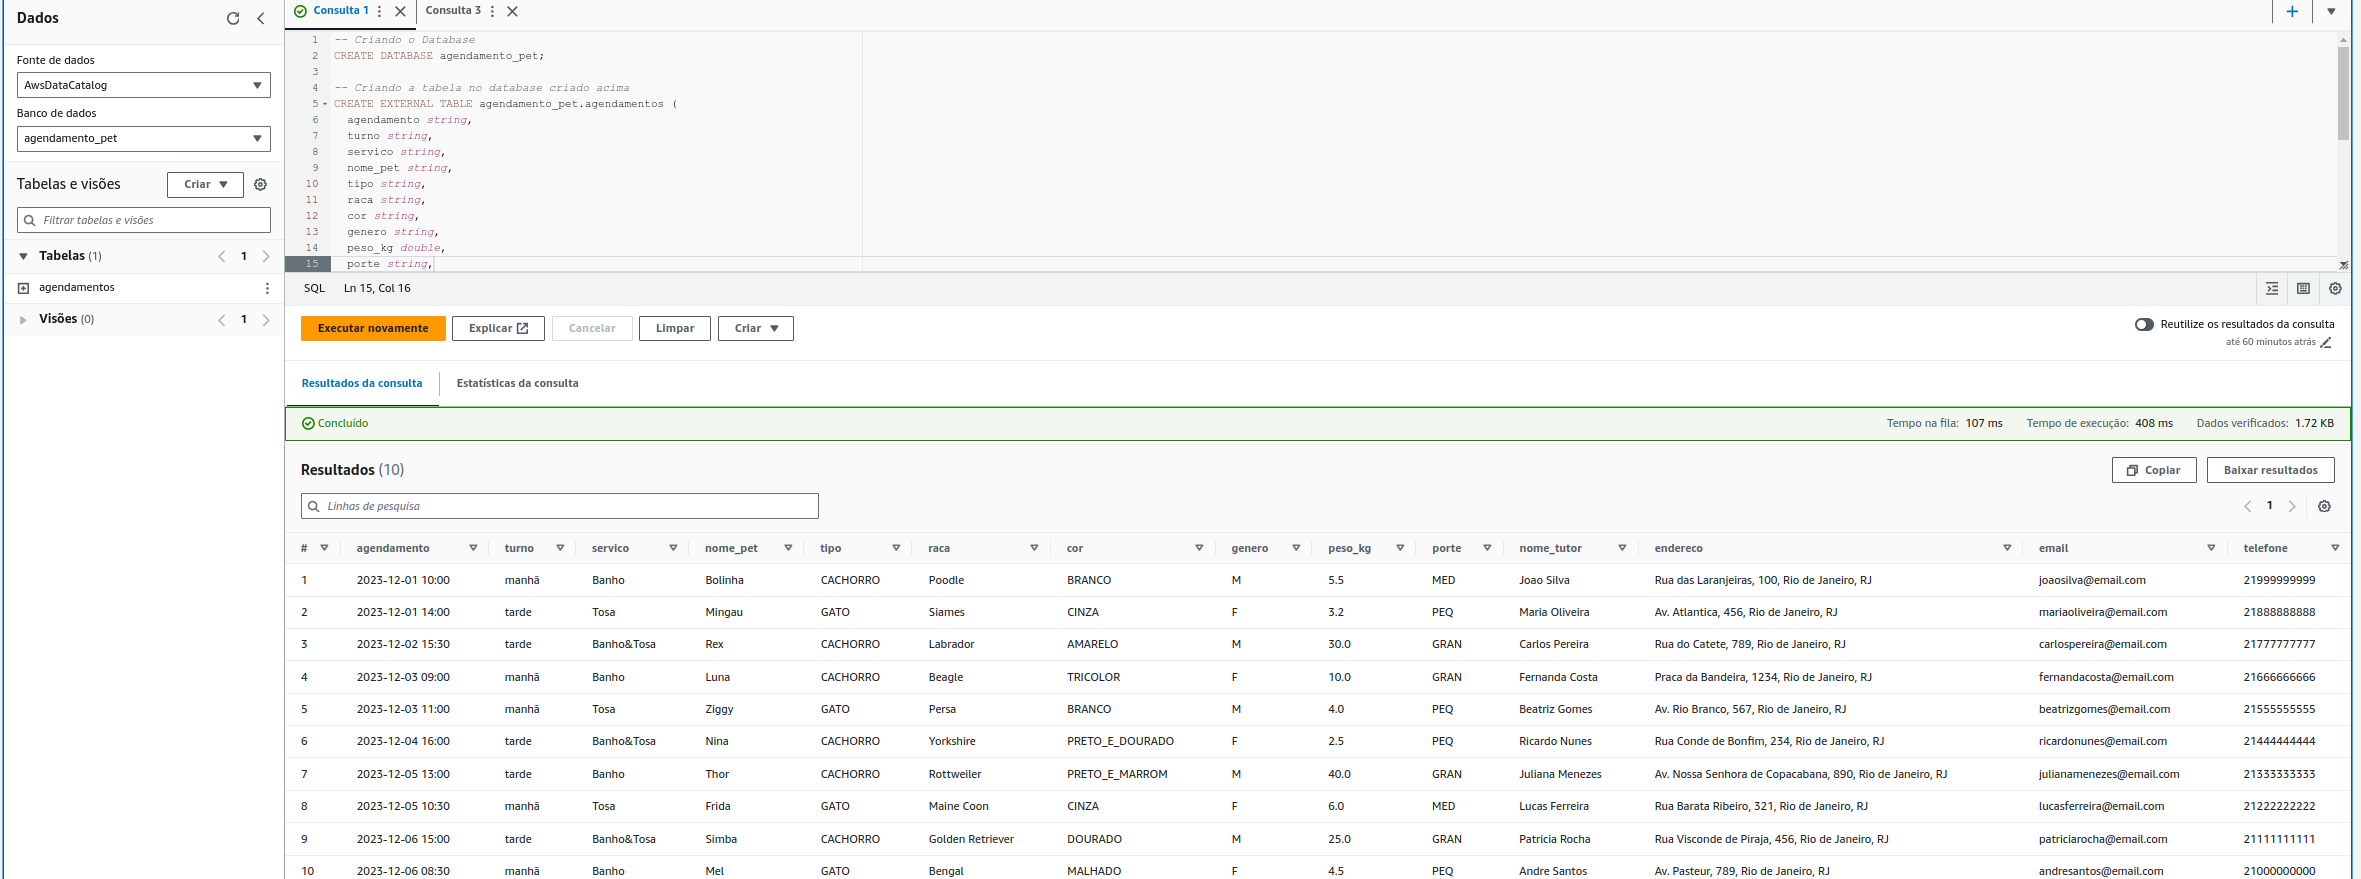 Dados
Fonte de dados
AwsDataCatalog
Banco de dados
agendamento_pet
Tabelas e visões
Criar
Filtrar tabelas e visões
Tabelas (1)
1
agendamentos
Visões (0)
1
Consulta 1
Consulta 3
1 -- Criando o Database
2 CREATE DATABASE agendamento_pet;
3
4 -- Criando a tabela no database criado acima
5 CREATE EXTERNAL TABLE agendamento_pet.agendamentos (
6 agendamento string,
7 turno string,
8 servico string,
9 nome_pet string,
10 tipo string,
11 raca string,
12 cor string,
13 genero string,
14 peso_kg double,
15 porte string,
SQL Ln 15, Col 16
Executar novamente Explicar Cancelar Limpar Criar
Reutilize os resultados da consulta
até 60 minutos atrás
Resultados da consulta Estatísticas da consulta
Concluído Tempo na fila: 107 ms Tempo de execução: 408 ms Dados verificados: 1.72 KB
Resultados (10) Copiar Baixar resultados
Linhas de pesquisa 1
# agendamento turno servico nome_pet tipo raca cor genero peso_kg porte nome_tutor endereco email telefone
1 2023-12-01 10:00 manhã Banho Bolinha CACHORRO Poodle BRANCO M 5.5 MED Joao Silva Rua das Laranjeiras, 100, Rio de Janeiro, RJ joaosilva@email.com 21999999999
2 2023-12-01 14:00 tarde Tosa Mingau GATO Siames CINZA F 3.2 PEQ Maria Oliveira Av. Atlantica, 456, Rio de Janeiro, RJ mariaoliveira@email.com 21888888888
3 2023-12-02 15:30 tarde Banho&Tosa Rex CACHORRO Labrador AMARELO M 30.0 GRAN Carlos Pereira Rua do Catete, 789, Rio de Janeiro, RJ carlospereira@email.com 21777777777
4 2023-12-03 09:00 manhã Banho Luna CACHORRO Beagle TRICOLOR F 10.0 GRAN Fernanda Costa Praca da Bandeira, 1234, Rio de Janeiro, RJ fernandacosta@email.com 21666666666
5 2023-12-03 11:00 manhã Tosa Ziggy GATO Persa BRANCO M 4.0 PEQ Beatriz Gomes Av. Rio Branco, 567, Rio de Janeiro, RJ beatrizgomes@email.com 21555555555
6 2023-12-04 16:00 tarde Banho&Tosa Nina CACHORRO Yorkshire PRETO_E_DOURADO F 2.5 PEQ Ricardo Nunes Rua Conde de Bonfim, 234, Rio de Janeiro, RJ ricardonunes@email.com 21444444444
7 2023-12-05 13:00 tarde Banho Thor CACHORRO Rottweiler PRETO_E_MARROM M 40.0 GRAN Juliana Menezes Av. Nossa Senhora de Copacabana, 890, Rio de Janeiro, RJ julianamenezes@email.com 21333333333
8 2023-12-05 10:30 manhã Tosa Frida GATO Maine Coon CINZA F 6.0 MED Lucas Ferreira Rua Barata Ribeiro, 321, Rio de Janeiro, RJ lucasferreira@email.com 21222222222
9 2023-12-06 15:00 tarde Banho&Tosa Simba CACHORRO Golden Retriever DOURADO M 25.0 GRAN Patricia Rocha Rua Visconde de Piraja, 456, Rio de Janeiro, RJ patriciarocha@email.com 21111111111
10 2023-12-06 08:30 manhã Banho Mel GATO Bengal MALHADO F 4.5 PEQ Andre Santos Av. Pasteur, 789, Rio de Janeiro, RJ andresantos@email.com 21000000000